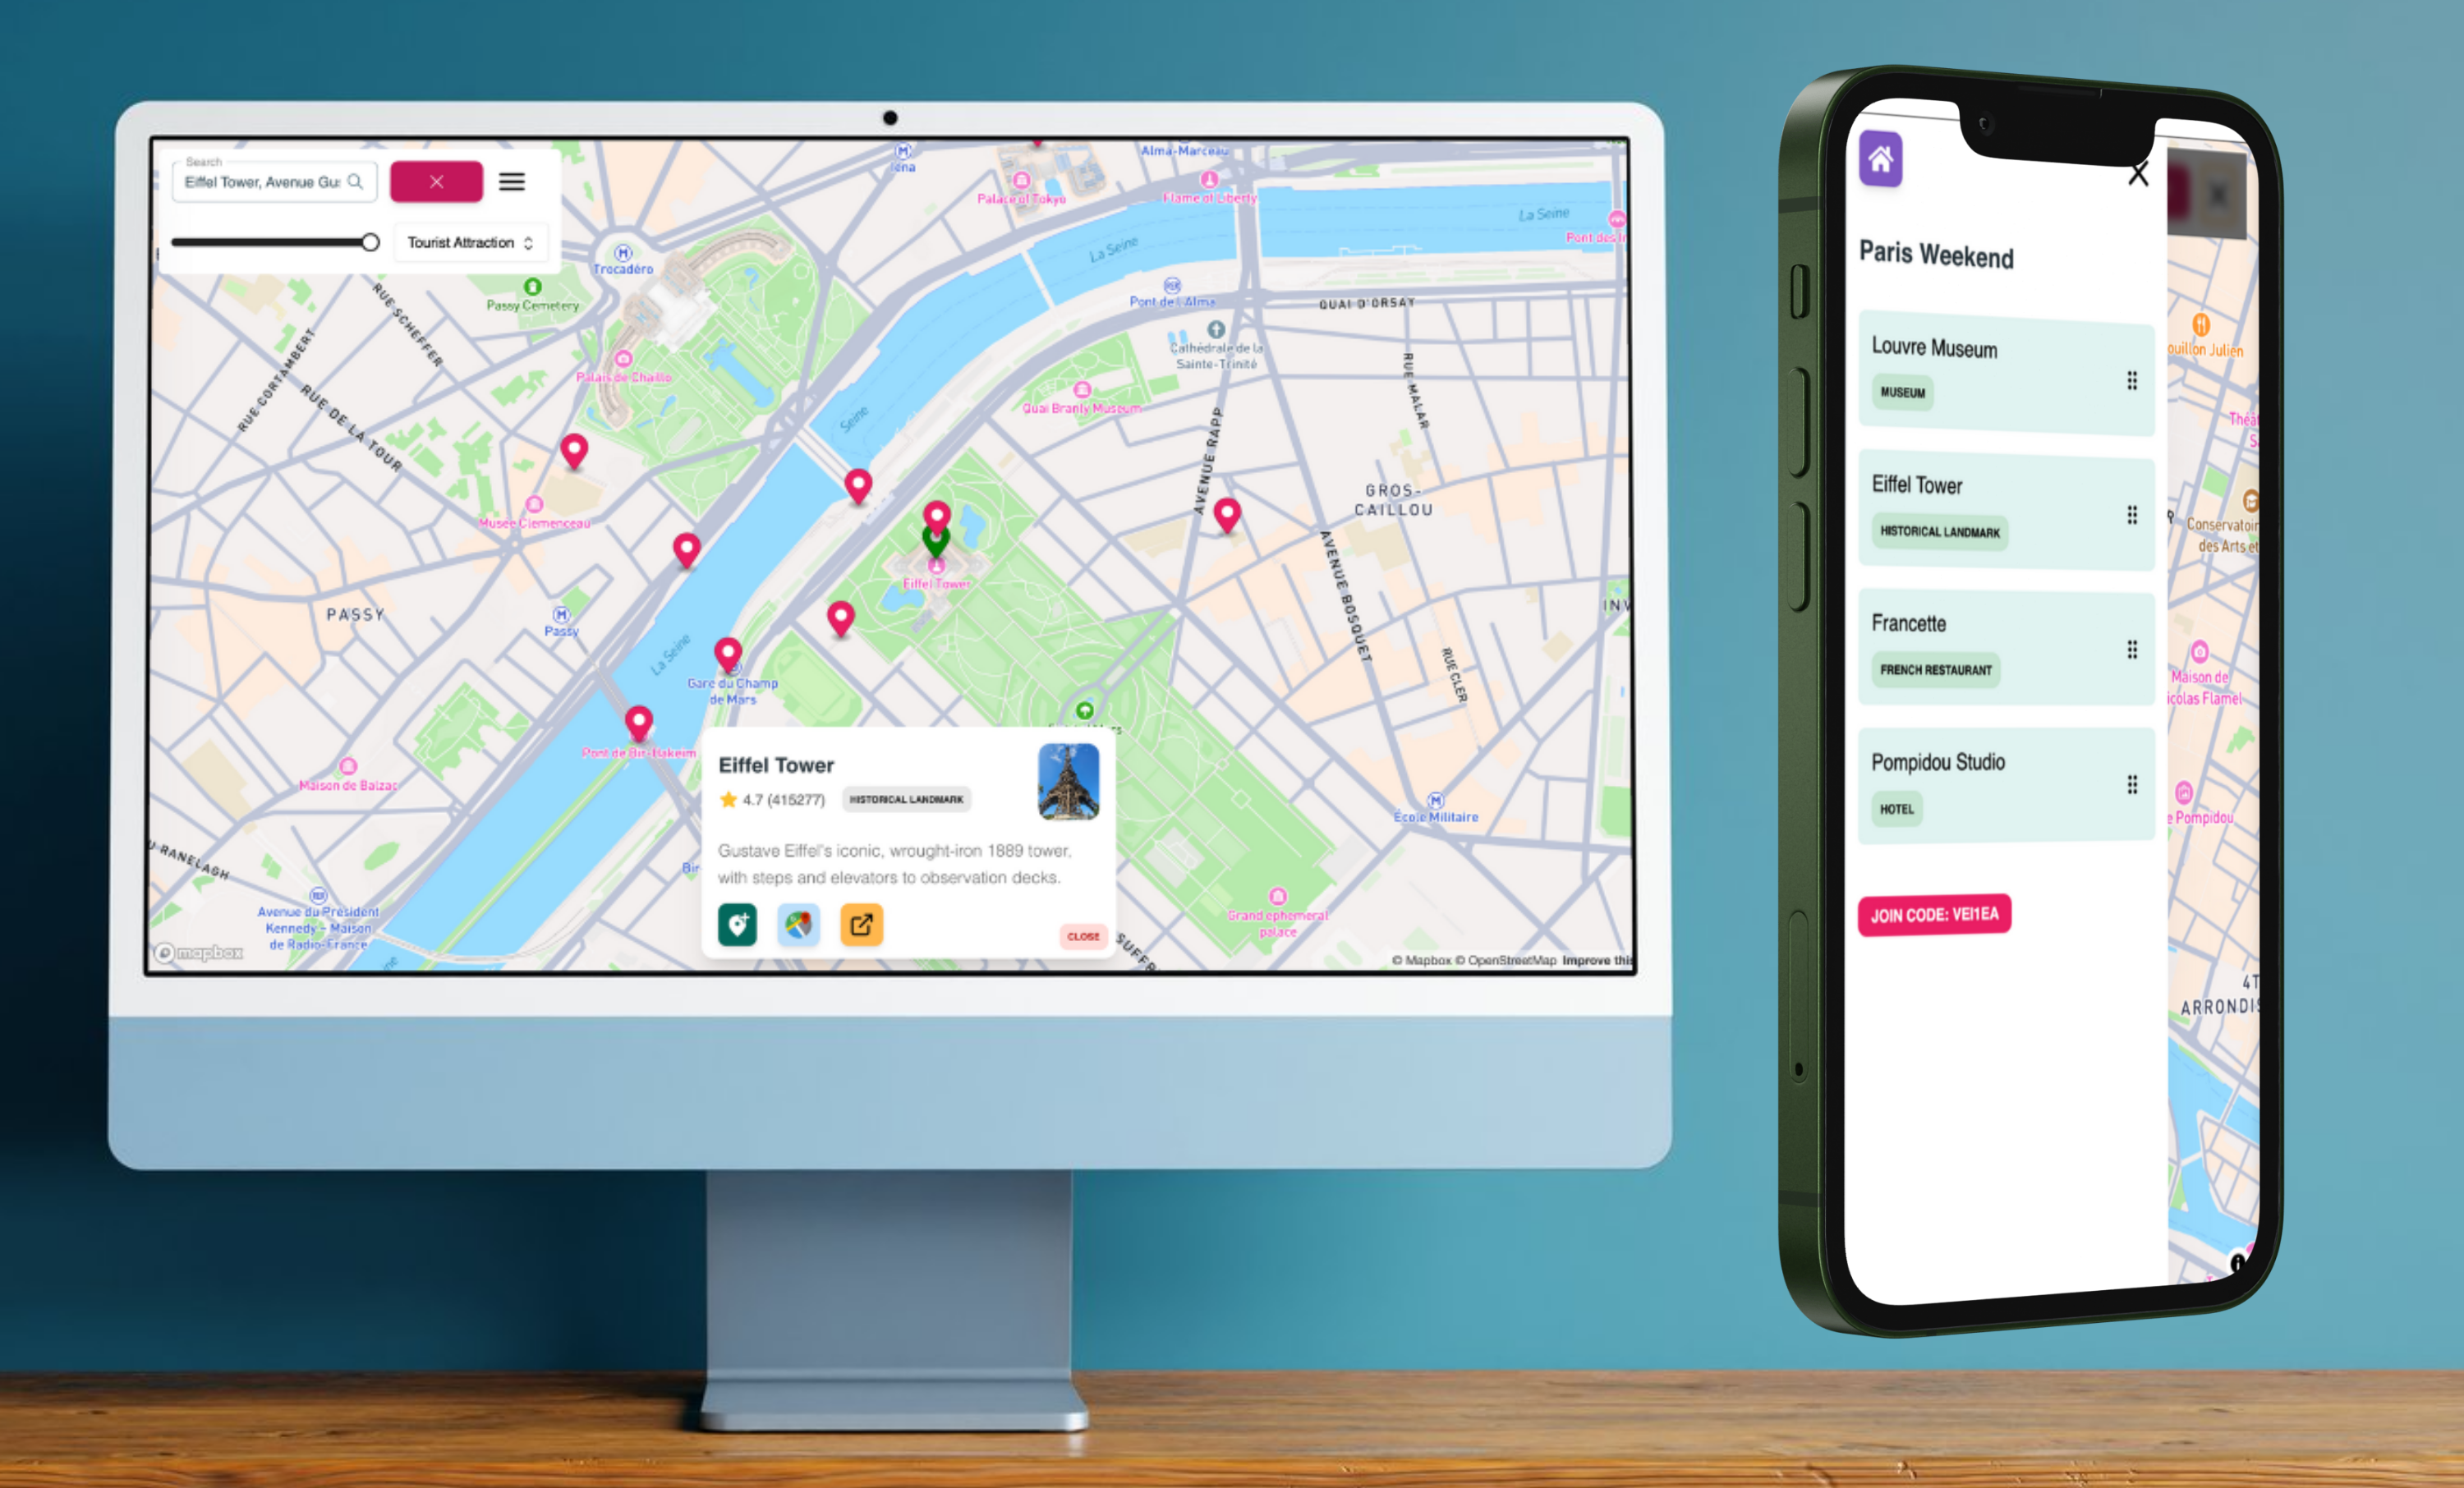 Search
Eiffel Tower, Avenue Gu
Tourist Attraction
Iéna
Alma-Marceau
Palace of Tokyo
Flame of Liberty
La Seine
La Seine
Trocadéro
Passy Cemetery
Pont de l'Alma
QUAI D'ORSAY
RUE SCHEFFER
RUE CORTAMBERT
RUE DE LA TOUR
Palais de Chaillo
Cathédrale de la
Sainte-Trinité
Quai Branly Museum
Seine
RUE MALAR
AVENUE RAPP
GROS-
CAILLOU
Musée Clemenceau
Eiffel Tower
AVENUE BOSQUET
PASSY
Passy
La Seine
RUE CLER
Gare du Champ
de Mars
Pont de Bir-Hakeim
Maison de Balzac
École Militaire
RANELAGH
Avenue du Président
Kennedy - Maison
de Radio-France
Grand ephemeral
palace
Eiffel Tower
4.7 (415277)
HISTORICAL LANDMARK
Gustave Eiffel's iconic, wrought-iron 1889 tower,
with steps and elevators to observation decks.
CLOSE
mapbox
© Mapbox © OpenStreetMap Improve this
Paris Weekend
Louvre Museum
MUSEUM
Eiffel Tower
HISTORICAL LANDMARK
Francette
FRENCH RESTAURANT
Pompidou Studio
HOTEL
JOIN CODE: VEI1EA
ouillon Julien
Conservatoir
des Arts et
Maison de
icolas Flamel
e Pompidou
ARRONDIS